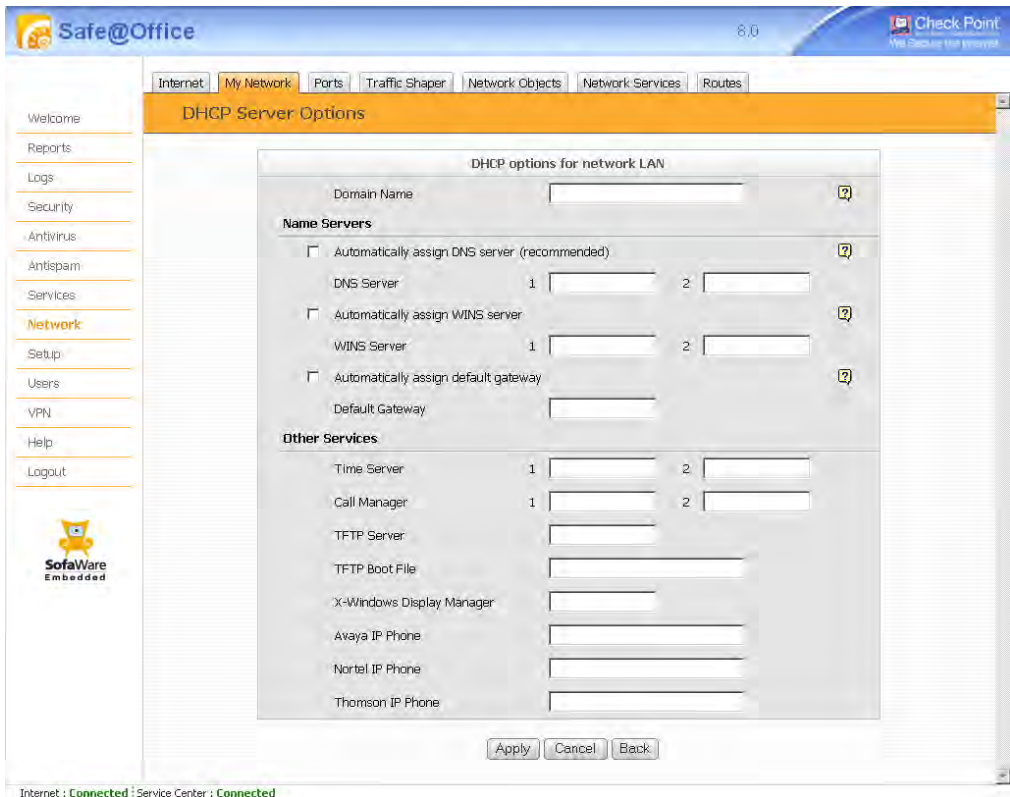 Safe@Office
8.0
Check Point
We Secure the Internet.
Internet My Network Ports Traffic Shaper Network Objects Network Services Routes
DHCP Server Options
Welcome
Reports
Logs
Security
Antivirus
Antispam
Services
Network
Setup
Users
VPN
Help
Logout
SofaWare
Embedded
DHCP options for network LAN
Domain Name ?
Name Servers
Automatically assign DNS server (recommended) ?
DNS Server 1 2
Automatically assign WINS server ?
WINS Server 1 2
Automatically assign default gateway ?
Default Gateway
Other Services
Time Server 1 2
Call Manager 1 2
TFTP Server
TFTP Boot File
X-Windows Display Manager
Avaya IP Phone
Nortel IP Phone
Thomson IP Phone
Apply Cancel Back
Internet : Connected Service Center : Connected